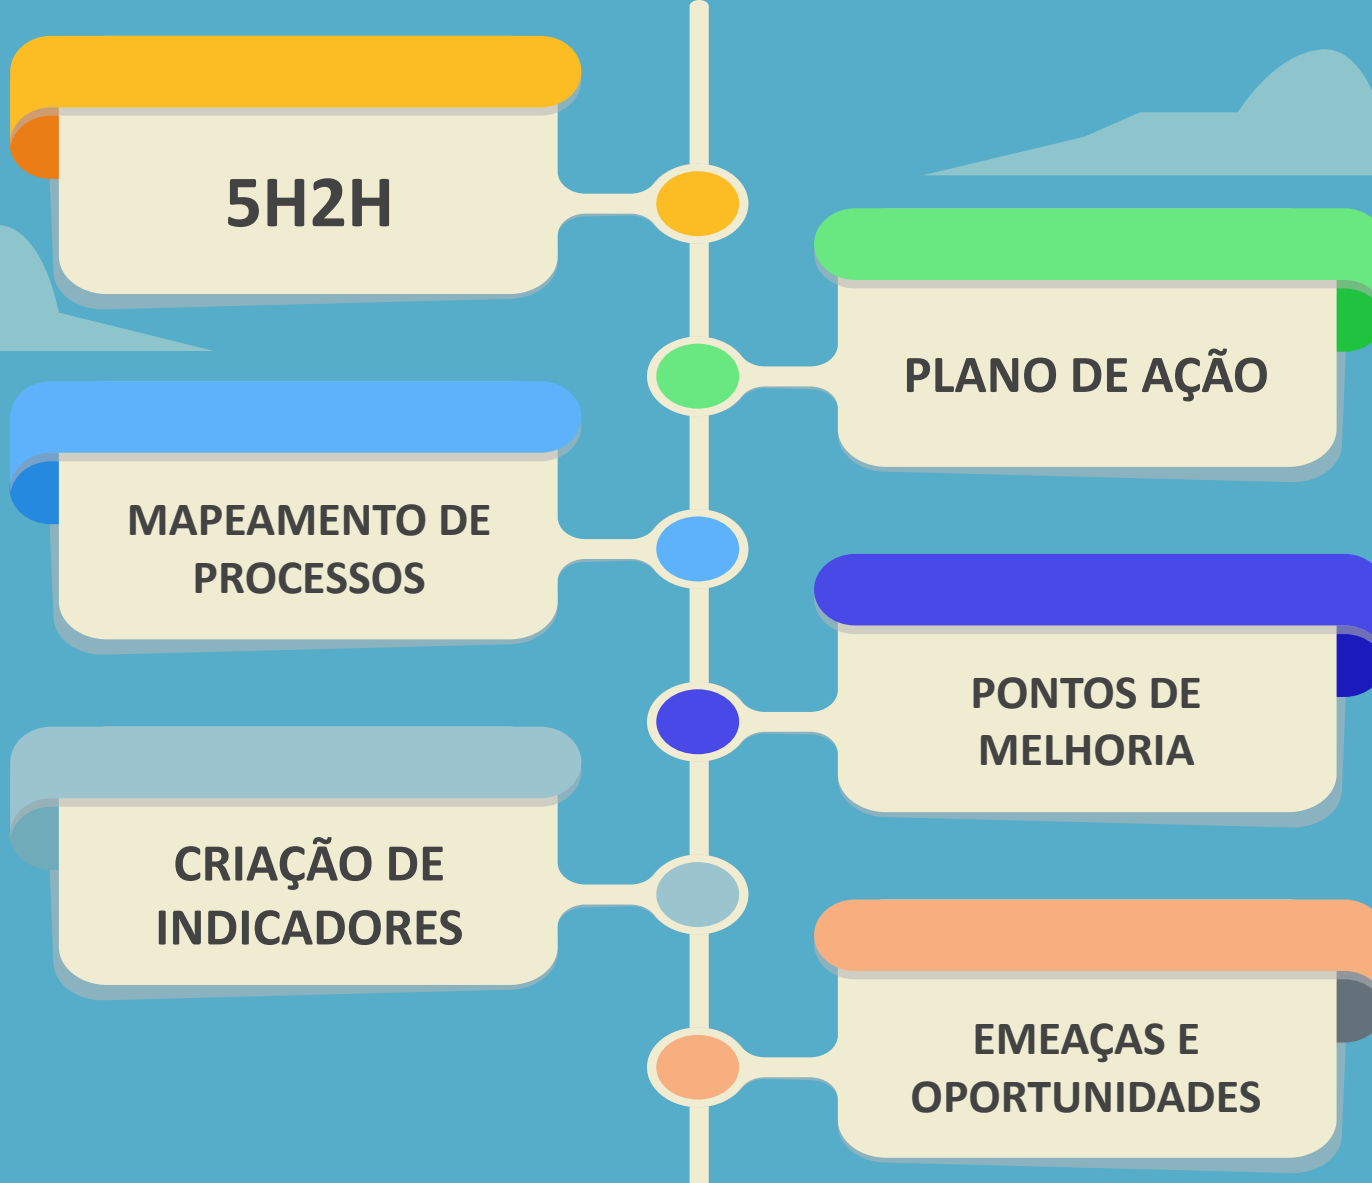 5H2H
PLANO DE AÇÃO
MAPEAMENTO DE
PROCESSOS
PONTOS DE
MELHORIA
CRIAÇÃO DE
INDICADORES
EMEAÇAS E
OPORTUNIDADES